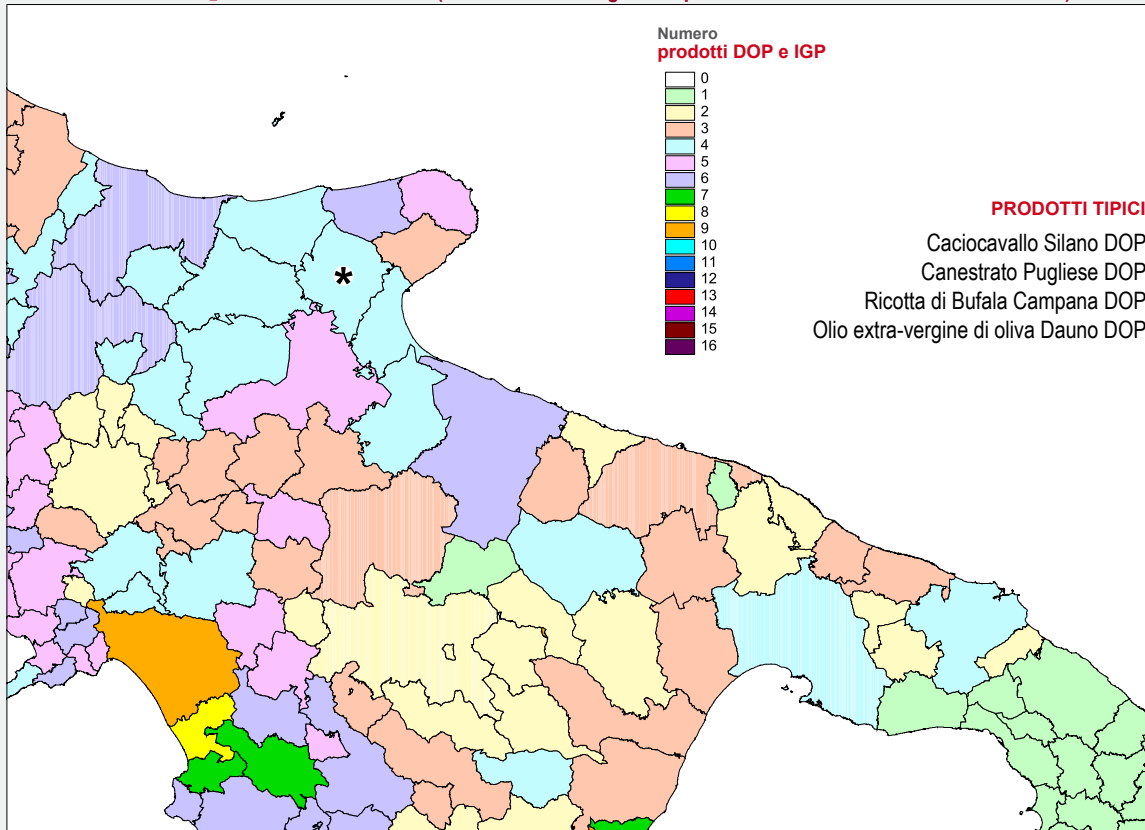 Numero
prodotti DOP e IGP
0
1
2
3
4
5
6
7
8
9
10
11
12
13
14
15
16
PRODOTTI TIPICI
Caciocavallo Silano DOP
Canestrato Pugliese DOP
Ricotta di Bufala Campana DOP
Olio extra-vergine di oliva Dauno DOP
*